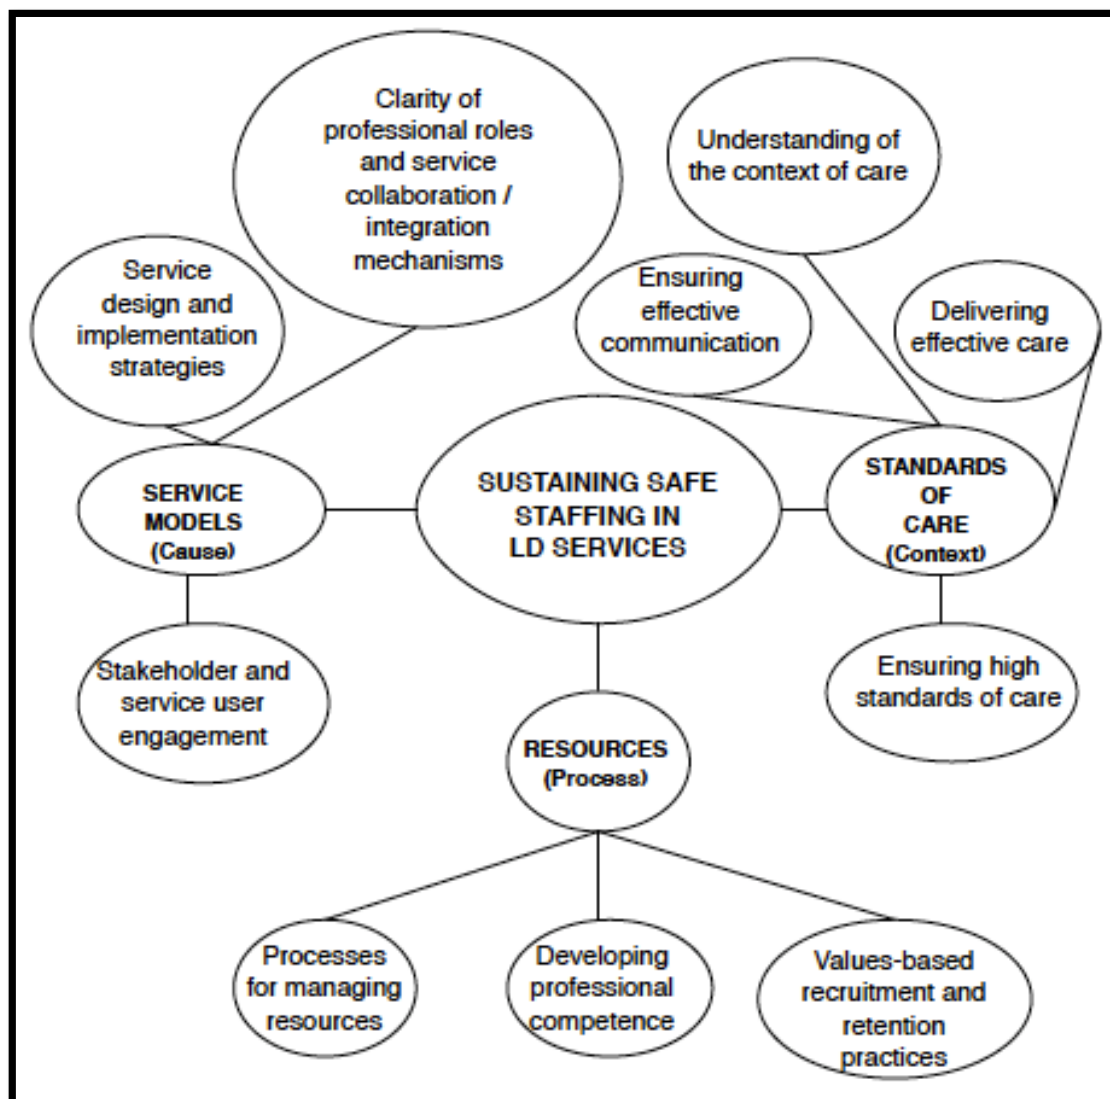 Clarity of
professional roles
and service
collaboration /
integration
mechanisms
Understanding of
the context of care
Service
design and
implementation
strategies
Ensuring
effective
communication
Delivering
effective care
SERVICE
MODELS
(Cause)
SUSTAINING SAFE
STAFFING IN
LD SERVICES
STANDARDS
OF
CARE
(Context)
Stakeholder and
service user
engagement
Ensuring high
standards of care
RESOURCES
(Process)
Processes
for managing
resources
Developing
professional
competence
Values-based
recruitment and
retention
practices